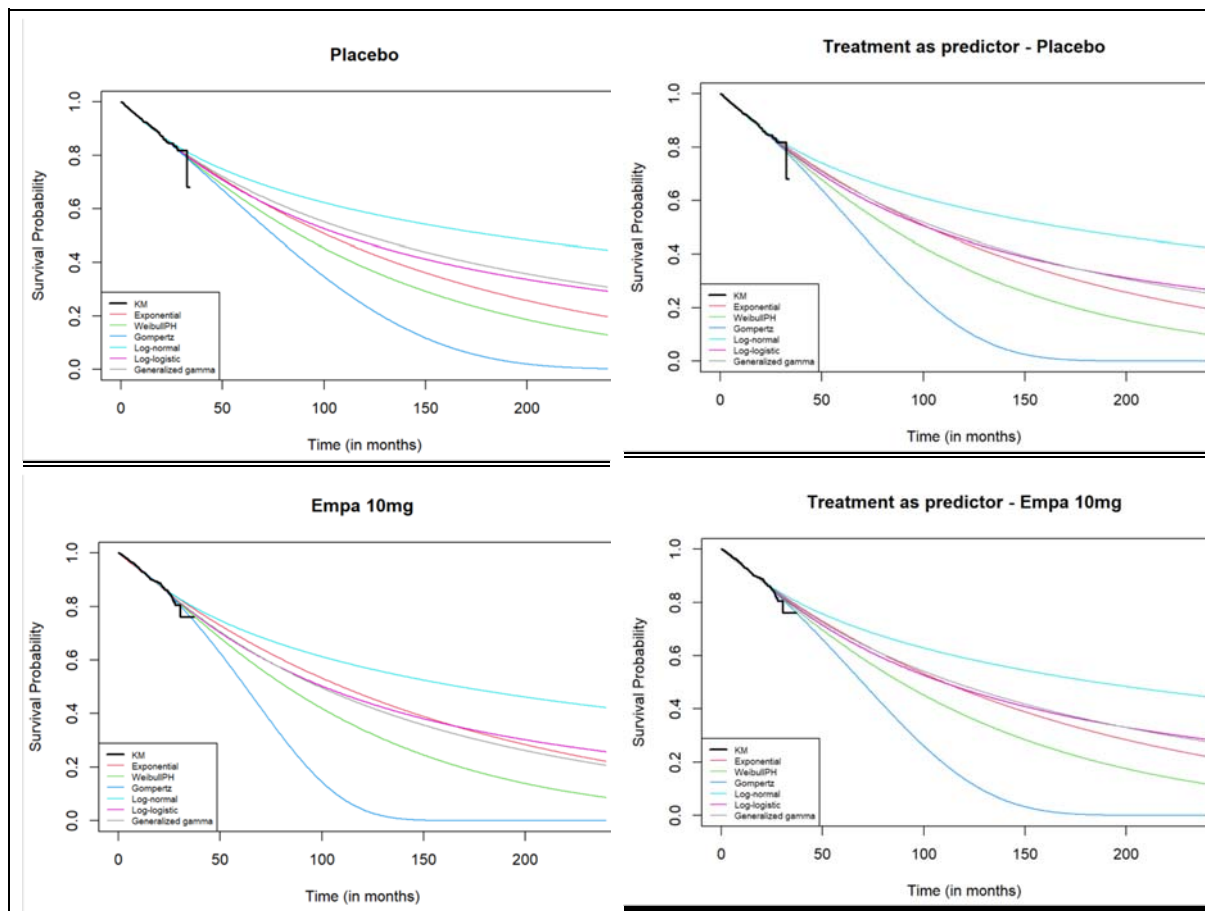 Placebo
Survival Probability
1.0
0.8
0.6
0.4
0.2
0.0
KM
Exponential
WeibullPH
Gompertz
Log-normal
Log-logistic
Generalized gamma
0 50 100 150 200
Time (in months)
Treatment as predictor - Placebo
Survival Probability
1.0
0.8
0.6
0.4
0.2
0.0
KM
Exponential
WeibullPH
Gompertz
Log-normal
Log-logistic
Generalized gamma
0 50 100 150 200
Time (in months)
Empa 10mg
Survival Probability
1.0
0.8
0.6
0.4
0.2
0.0
KM
Exponential
WeibullPH
Gompertz
Log-normal
Log-logistic
Generalized gamma
0 50 100 150 200
Time (in months)
Treatment as predictor - Empa 10mg
Survival Probability
1.0
0.8
0.6
0.4
0.2
0.0
KM
Exponential
WeibullPH
Gompertz
Log-normal
Log-logistic
Generalized gamma
0 50 100 150 200
Time (in months)